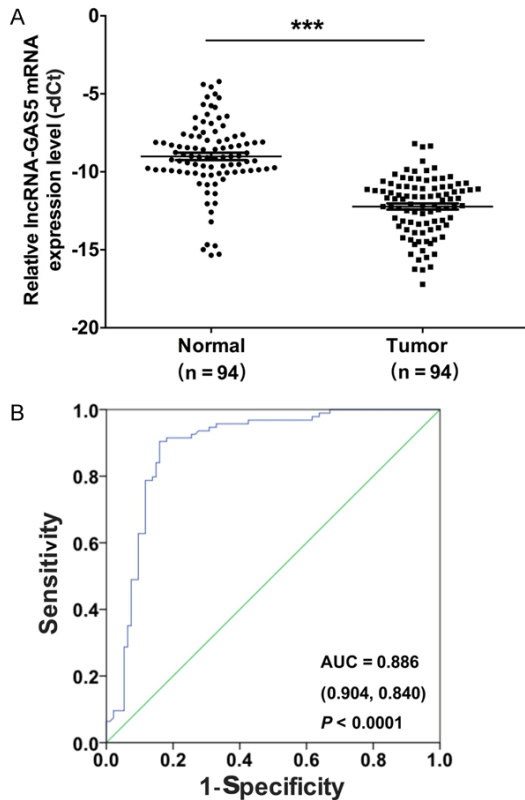 A
***
Relative lncRNA-GAS5 mRNA
expression level (-dCt)
0
-5
-10
-15
-20
Normal
(n = 94)
Tumor
(n = 94)
B
Sensitivity
1.0
0.8
0.6
0.4
0.2
0.0
AUC = 0.886
(0.904, 0.840)
P < 0.0001
0.0 0.2 0.4 0.6 0.8 1.0
1-Specificity